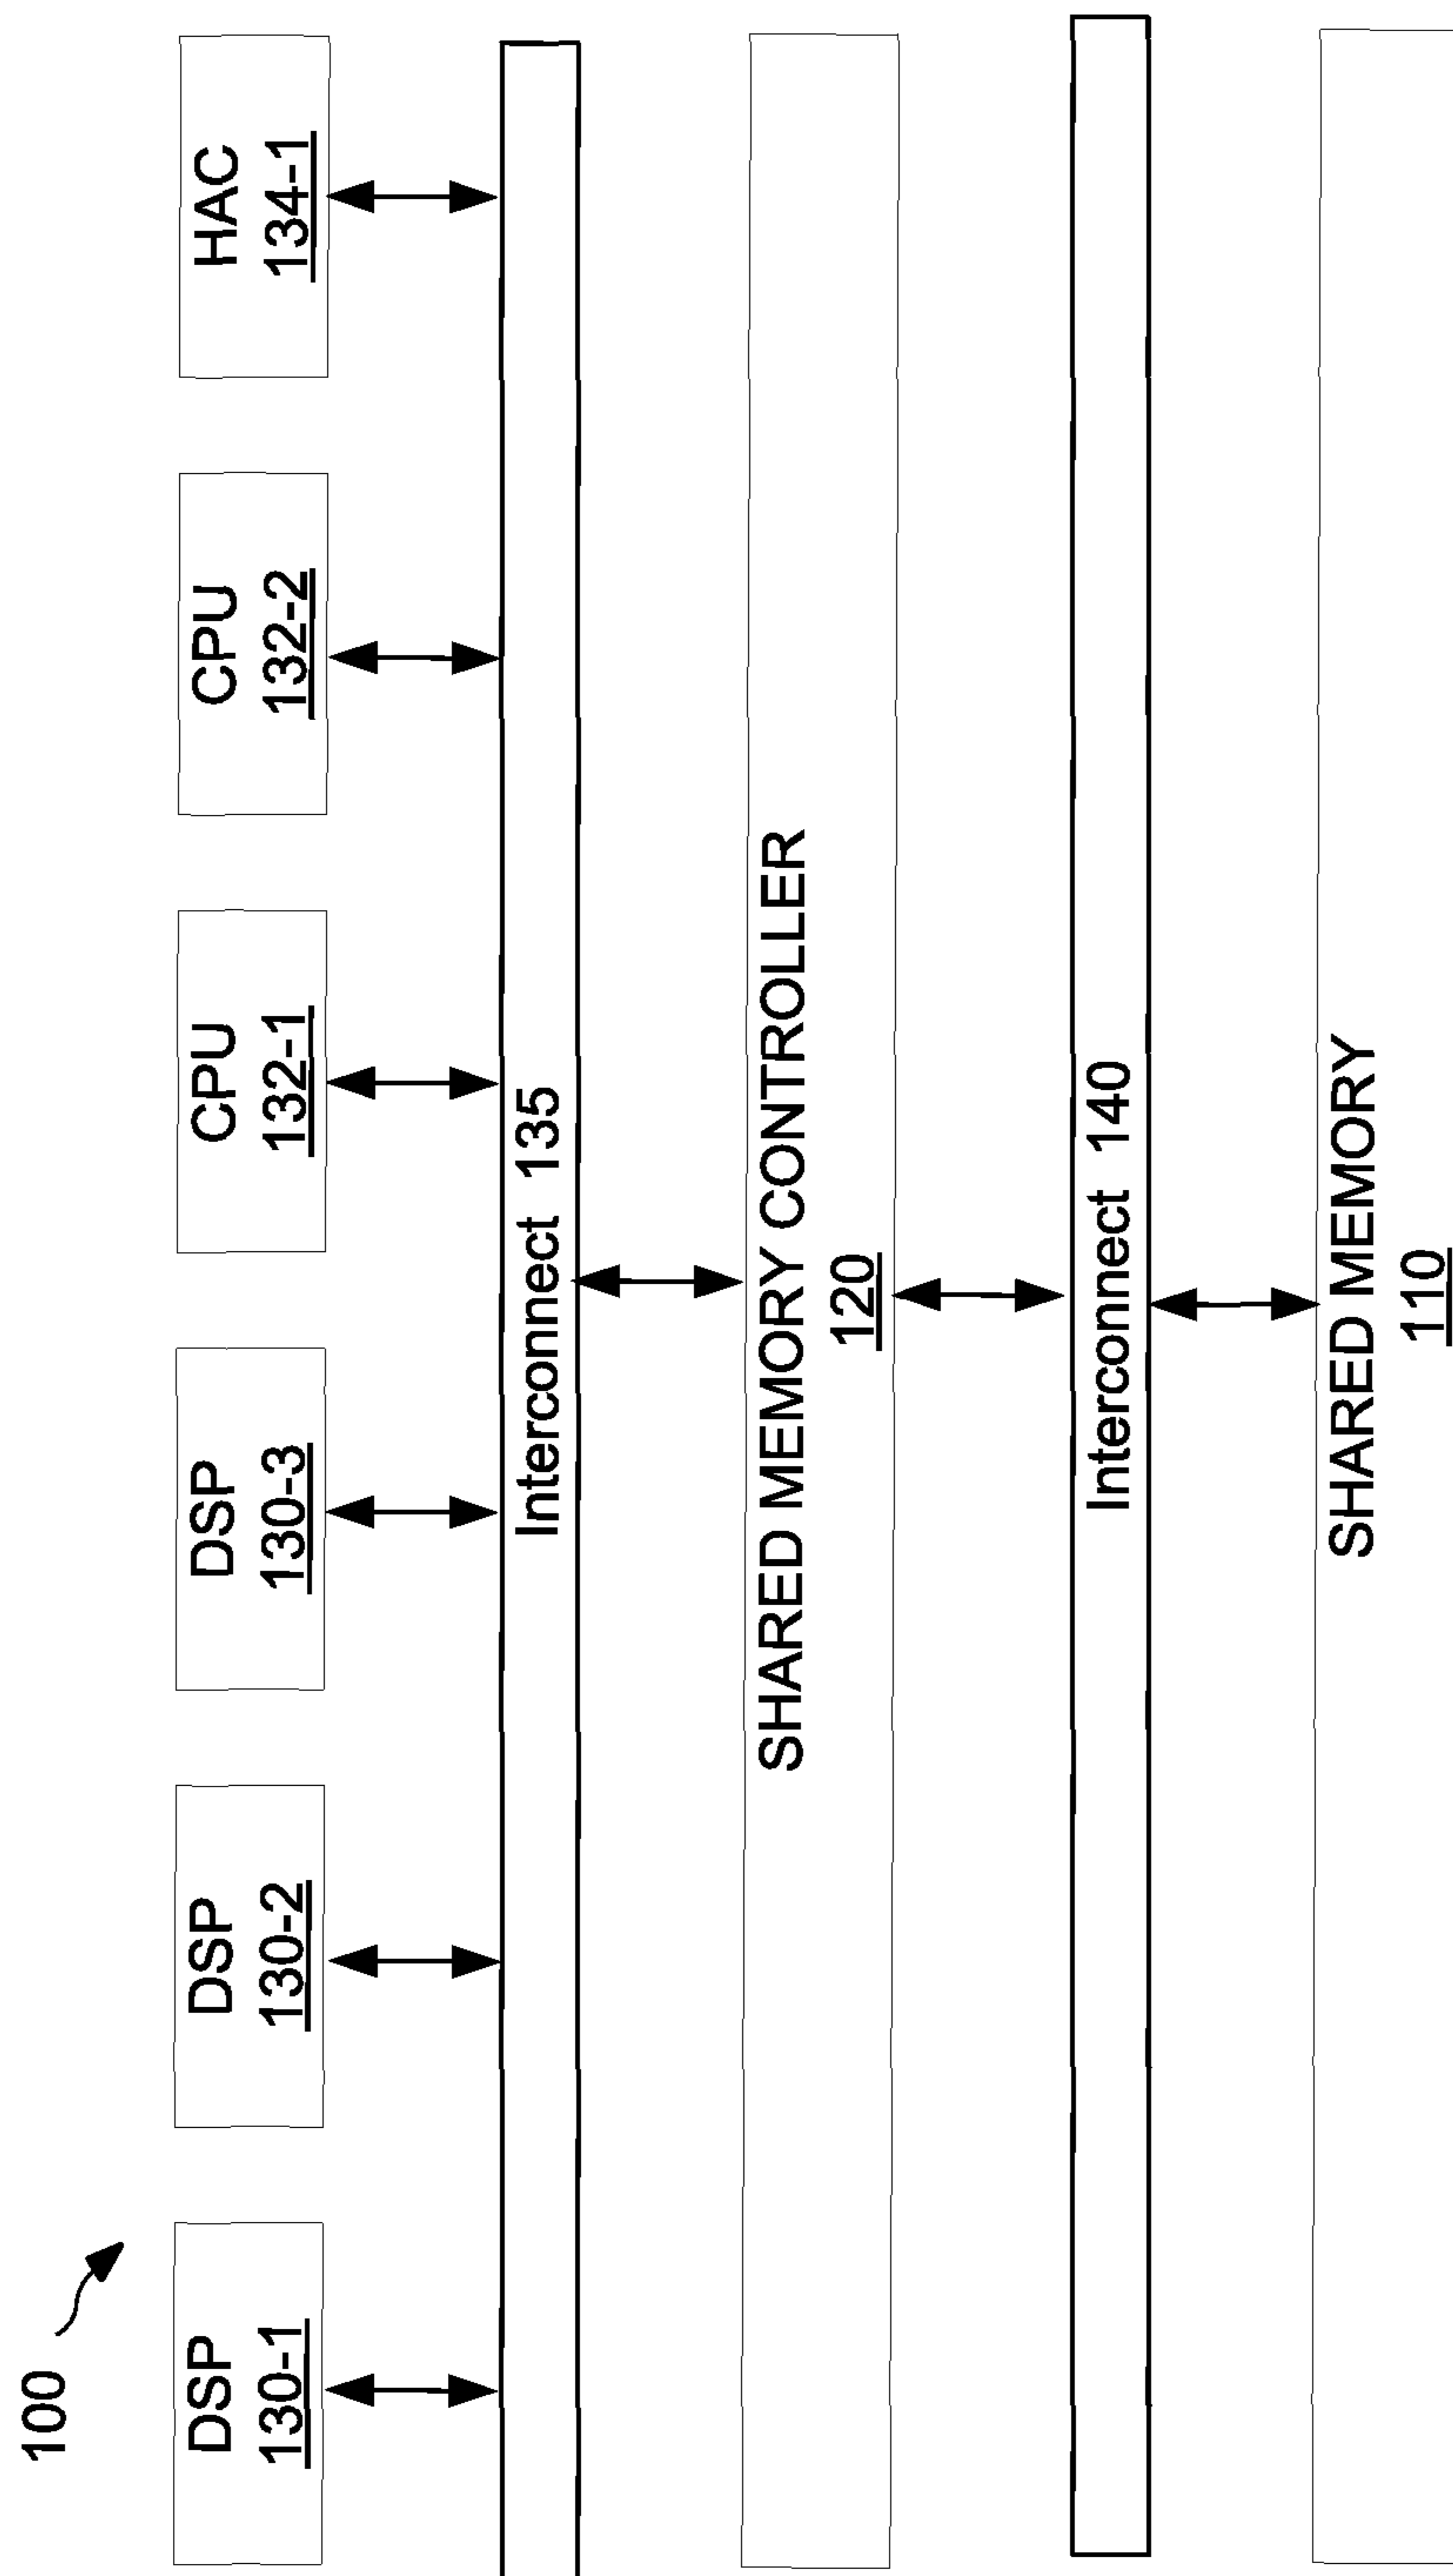 100
DSP
130-1
DSP
130-2
DSP
130-3
CPU
132-1
CPU
132-2
HAC
134-1
Interconnect 135
SHARED MEMORY CONTROLLER
120
Interconnect 140
SHARED MEMORY
110